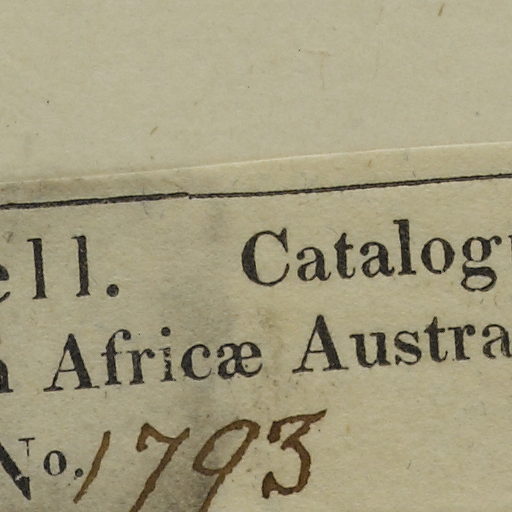 ell. Catalog
Africæ Austra
No. 1793